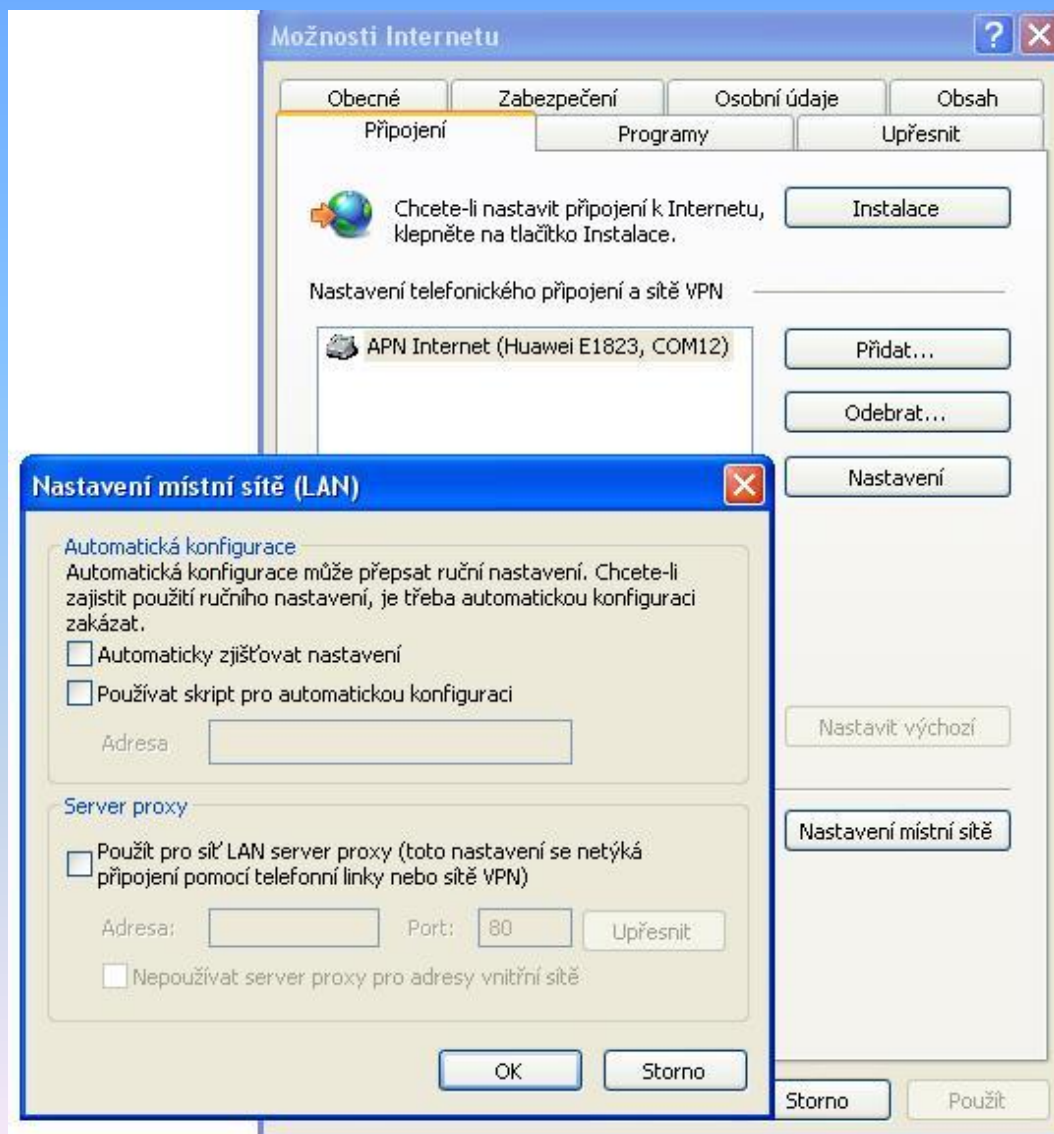 Možnosti Internetu
Obecné
Zabezpečení
Osobní údaje
Obsah
Připojení
Programy
Upřesnit
Chcete-li nastavit připojení k Internetu,
klepněte na tlačítko Instalace.
Instalace
Nastavení telefonického připojení a sítě VPN
APN Internet (Huawei E1823, COM12)
Přidat...
Odebrat...
Nastavení
Nastavit výchozí
Nastavení místní sítě
Nastavení místní sítě (LAN)
Automatická konfigurace
Automatická konfigurace může přepsat ruční nastavení. Chcete-li
zajistit použití ručního nastavení, je třeba automatickou konfiguraci
zakázat.
Automaticky zjišťovat nastavení
Používat skript pro automatickou konfiguraci
Adresa
Server proxy
Použít pro síť LAN server proxy (toto nastavení se netýká
připojení pomocí telefonní linky nebo sítě VPN)
Adresa:
Port:
80
Upřesnit
Nepoužívat server proxy pro adresy vnitřní sítě
OK
Storno
Storno
Použít